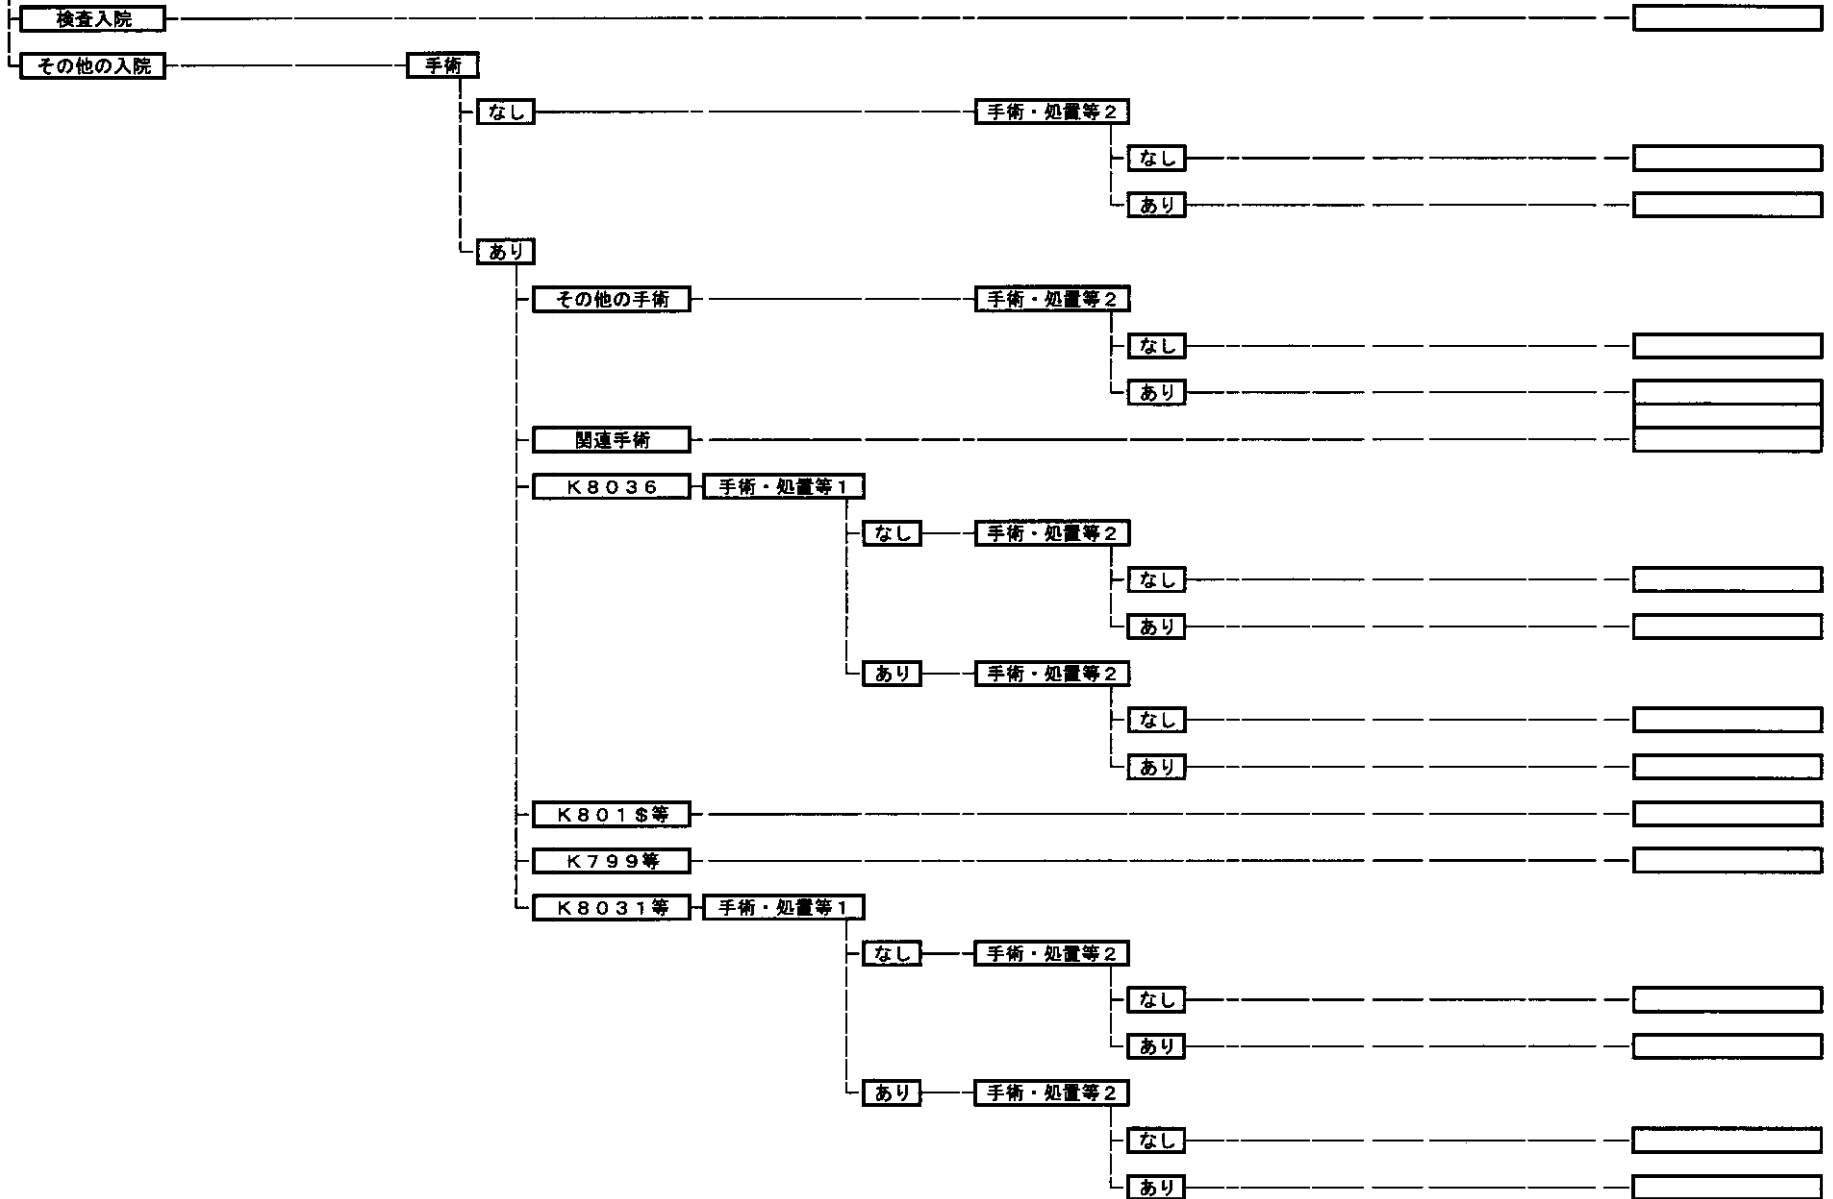 検査入院
その他の入院 手術
なし 手術・処置等2
なし
あり
あり
その他の手術 手術・処置等2
なし
あり
関連手術
K8036 手術・処置等1
なし 手術・処置等2
なし
あり
あり 手術・処置等2
なし
あり
K801$等
K799等
K8031等 手術・処置等1
なし 手術・処置等2
なし
あり
あり 手術・処置等2
なし
あり